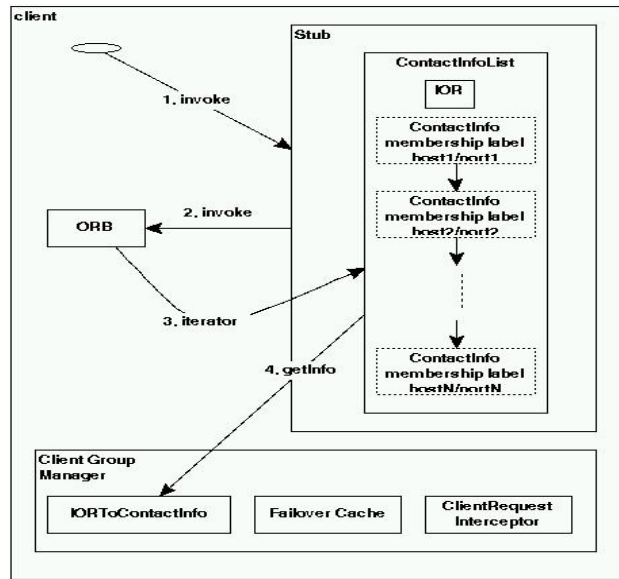 client
Stub
ContactInfoList
IOR
1. invoke
ContactInfo
membership label
host1/port1
2. invoke
ORB
ContactInfo
membership label
host2/port2
3. iterator
4. getInfo
ContactInfo
membership label
hostN/portN
Client Group
Manager
IORToContactInfo
Failover Cache
ClientRequest
Interceptor